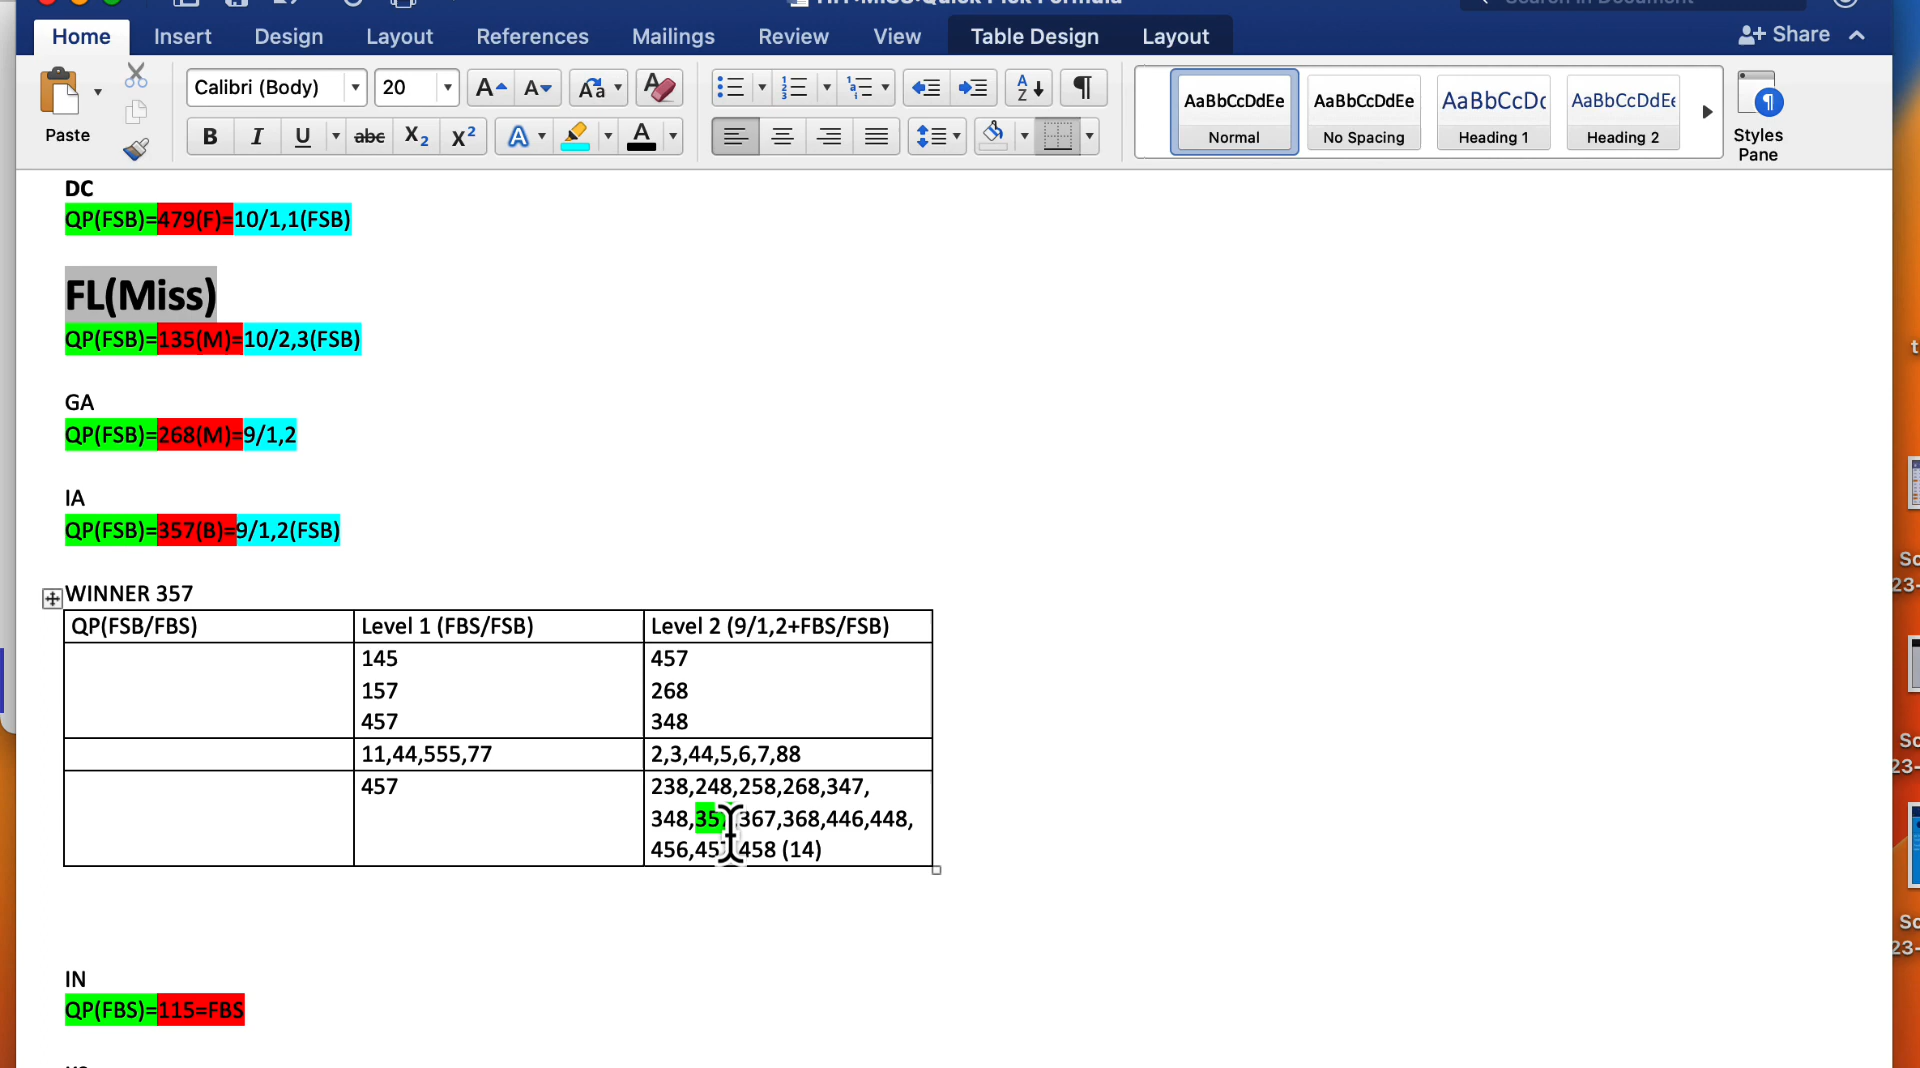 Home Insert Design Layout References Mailings Review View Table Design Layout Share
Paste
Calibri (Body) 20
AaBbCcDdEe AaBbCcDdEe AaBbCcDc AaBbCcDdEe
Normal No Spacing Heading 1 Heading 2
Styles Pane
DC
QP(FSB)=479(F)=10/1,1(FSB)
FL(Miss)
QP(FSB)=135(M)=10/2,3(FSB)
GA
QP(FSB)=268(M)=9/1,2
IA
QP(FSB)=357(B)=9/1,2(FSB)
WINNER 357
QP(FSB/FBS) Level 1 (FBS/FSB) Level 2 (9/1,2+FBS/FSB)
145 457
157 268
457 348
11,44,555,77 2,3,44,5,6,7,88
457 238,248,258,268,347,
348,357,367,368,446,448,
456,457,458 (14)
IN
QP(FBS)=115=FBS